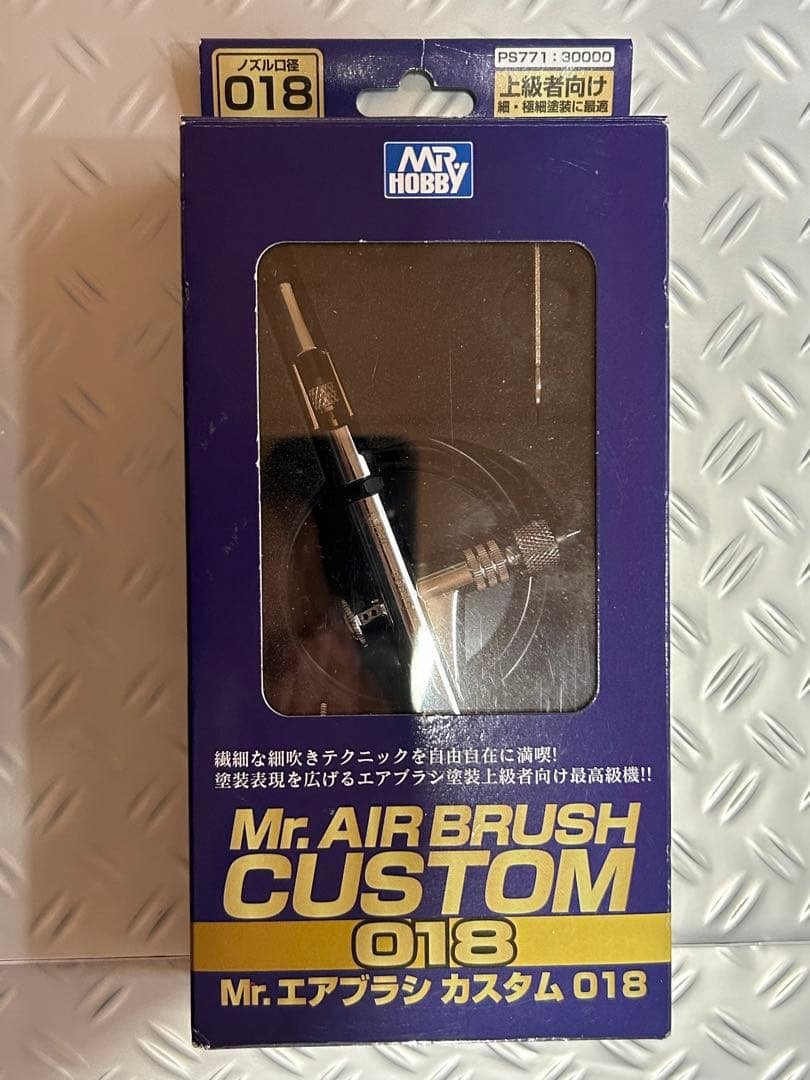 ノズル口径
018
PS771:30000
上級者向け
細・極細塗装に最適
MR.
HOBBY
繊細な細吹きテクニックを自由自在に満喫!
塗装表現を広げるエアブラシ塗装上級者向け最高級機!!
Mr. AIR BRUSH
CUSTOM
018
Mr.エアブラシ カスタム 018